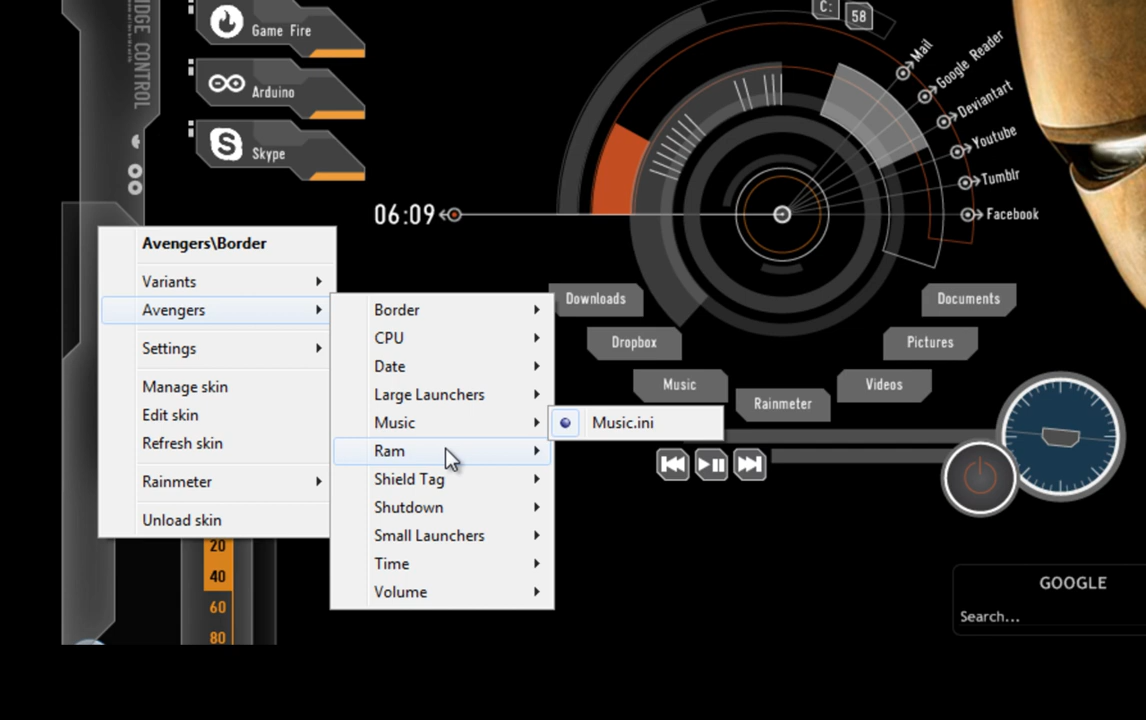 IDGE CONTROL
Game Fire
Arduino
Skype
C:
58
Mail
Google Reader
Deviantart
Youtube
Tumblr
Facebook
06:09
Avengers\Border
Variants
Avengers
Settings
Manage skin
Edit skin
Refresh skin
Rainmeter
Unload skin
Border
CPU
Date
Large Launchers
Music
Ram
Shield Tag
Shutdown
Small Launchers
Time
Volume
Music.ini
Downloads
Documents
Dropbox
Pictures
Music
Videos
Rainmeter
20
40
60
80
GOOGLE
Search...